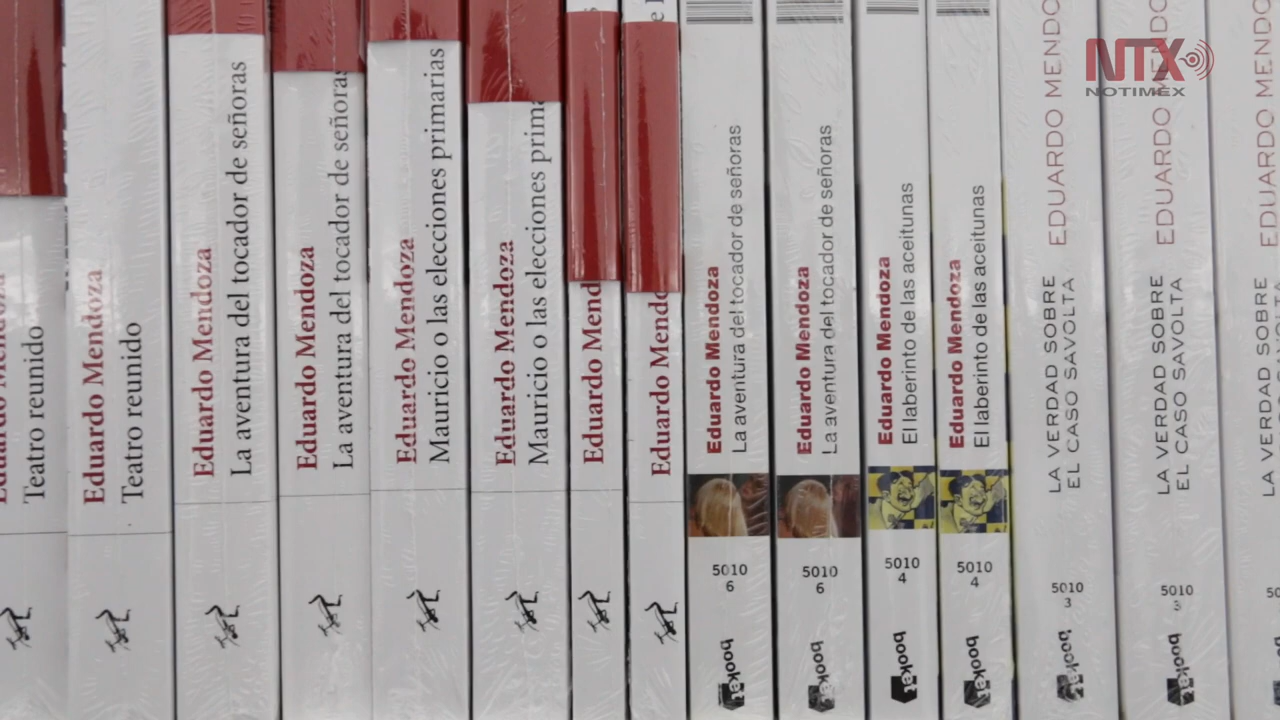 Eduardo Mendoza
Teatro reunido
Eduardo Mendoza
Teatro reunido
Eduardo Mendoza
La aventura del tocador de señoras
Eduardo Mendoza
La aventura del tocador de señoras
Eduardo Mendoza
Mauricio o las elecciones primarias
Eduardo Mendoza
Mauricio o las elecciones prima
Eduardo Mend
Eduardo Mendo
Eduardo Mendoza
La aventura del tocador de señoras
5010
6
booket
Eduardo Mendoza
La aventura del tocador de señoras
5010
6
booket
Eduardo Mendoza
El laberinto de las aceitunas
5010
4
booket
Eduardo Mendoza
El laberinto de las aceitunas
5010
4
booket
EDUARDO MENDO
LA VERDAD SOBRE
EL CASO SAVOLTA
5010
3
booket
EDUARDO MENDO
LA VERDAD SOBRE
EL CASO SAVOLTA
5010
3
booket
EDUARDO MENDO
LA VERDAD SOBRE
NTX
NOTIMEX